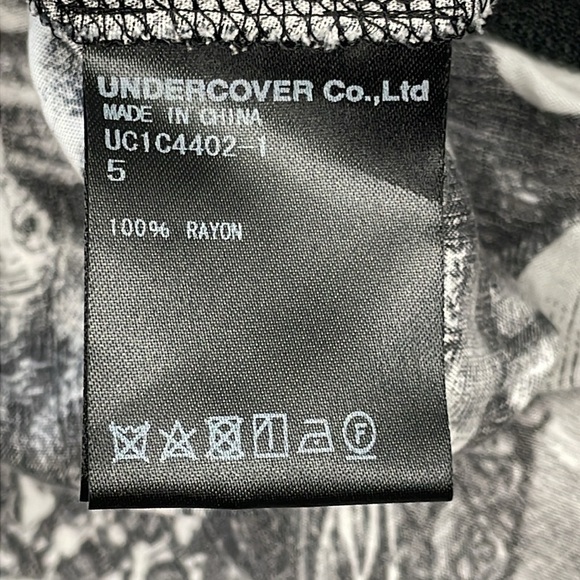 UNDERCOVER Co.,Ltd
MADE IN CHINA
UC1C4402-1
5
100% RAYON
F